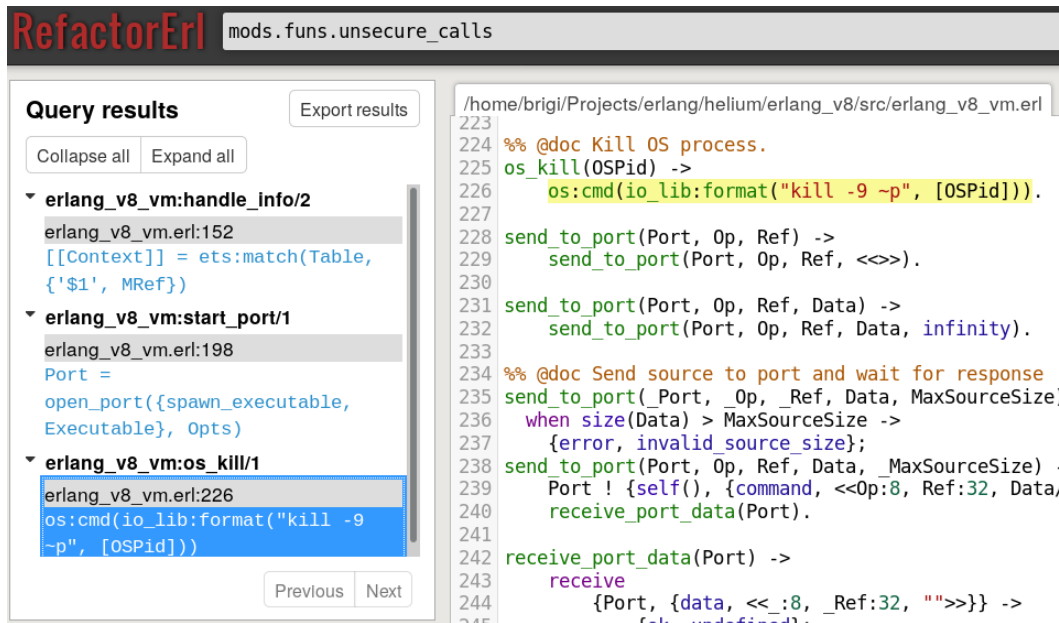 RefactorErl
mods.funs.unsecure_calls
Query results
Export results
Collapse all
Expand all
erlang_v8_vm:handle_info/2
erlang_v8_vm.erl:152
[[Context]] = ets:match(Table,
{'$1', MRef})
erlang_v8_vm:start_port/1
erlang_v8_vm.erl:198
Port =
open_port({spawn_executable,
Executable}, Opts)
erlang_v8_vm:os_kill/1
erlang_v8_vm.erl:226
os:cmd(io_lib:format("kill -9
~p", [OSPid]))
Previous
Next
/home/brigi/Projects/erlang/helium/erlang_v8/src/erlang_v8_vm.erl
223
224 %% @doc Kill OS process.
225 os_kill(OSPid) ->
226     os:cmd(io_lib:format("kill -9 ~p", [OSPid])).
227
228 send_to_port(Port, Op, Ref) ->
229     send_to_port(Port, Op, Ref, <<>>).
230
231 send_to_port(Port, Op, Ref, Data) ->
232     send_to_port(Port, Op, Ref, Data, infinity).
233
234 %% @doc Send source to port and wait for response
235 send_to_port(_Port, _Op, _Ref, Data, MaxSourceSize)
236   when size(Data) > MaxSourceSize ->
237     {error, invalid_source_size};
238 send_to_port(Port, Op, Ref, Data, _MaxSourceSize) -
239     Port ! {self(), {command, <<Op:8, Ref:32, Data/
240     receive_port_data(Port).
241
242 receive_port_data(Port) ->
243     receive
244         {Port, {data, <<_:8, _Ref:32, "">>}} ->
245             {ok, undefined};